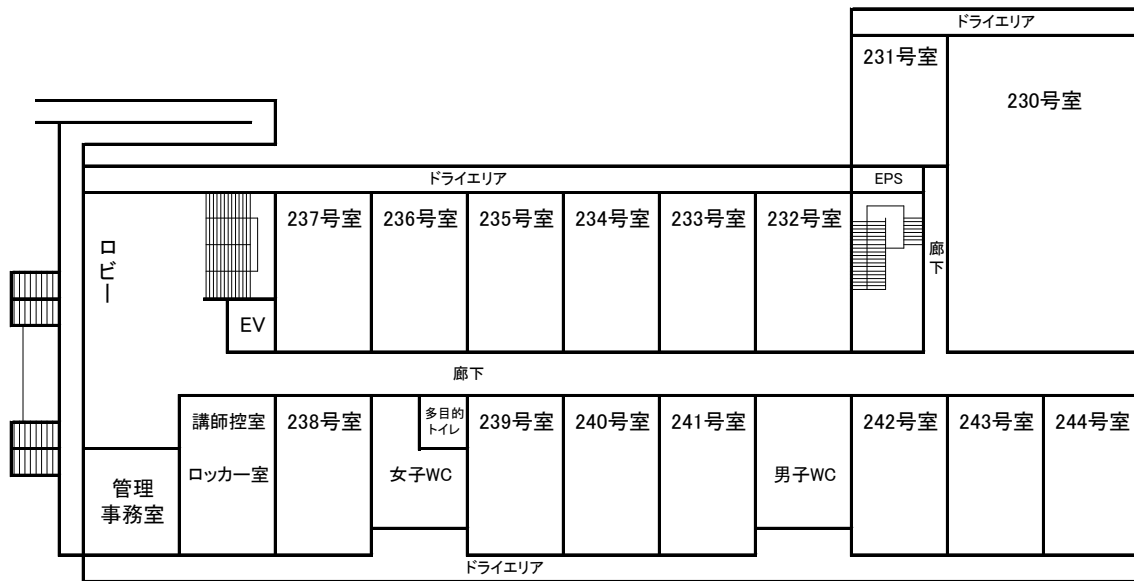 ドライエリア
231号室
230号室
ドライエリア
EPS
237号室
236号室
235号室
234号室
233号室
232号室
廊下
ロビー
EV
廊下
講師控室
ロッカー室
238号室
多目的
トイレ
女子WC
239号室
240号室
241号室
男子WC
242号室
243号室
244号室
管理
事務室
ドライエリア